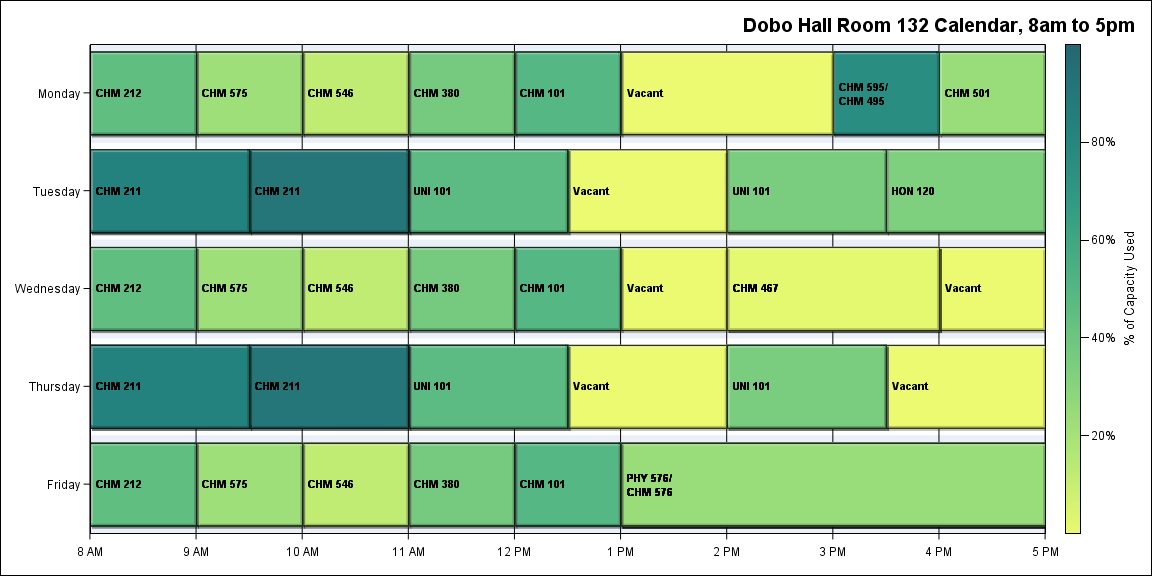 Dobo Hall Room 132 Calendar, 8am to 5pm
Monday
CHM 212
CHM 575
CHM 546
CHM 380
CHM 101
Vacant
CHM 595/
CHM 495
CHM 501
Tuesday
CHM 211
CHM 211
UNI 101
Vacant
UNI 101
HON 120
Wednesday
CHM 212
CHM 575
CHM 546
CHM 380
CHM 101
Vacant
CHM 467
Vacant
Thursday
CHM 211
CHM 211
UNI 101
Vacant
UNI 101
Vacant
Friday
CHM 212
CHM 575
CHM 546
CHM 380
CHM 101
PHY 576/
CHM 576
8 AM
9 AM
10 AM
11 AM
12 PM
1 PM
2 PM
3 PM
4 PM
5 PM
80%
60%
40%
20%
% of Capacity Used